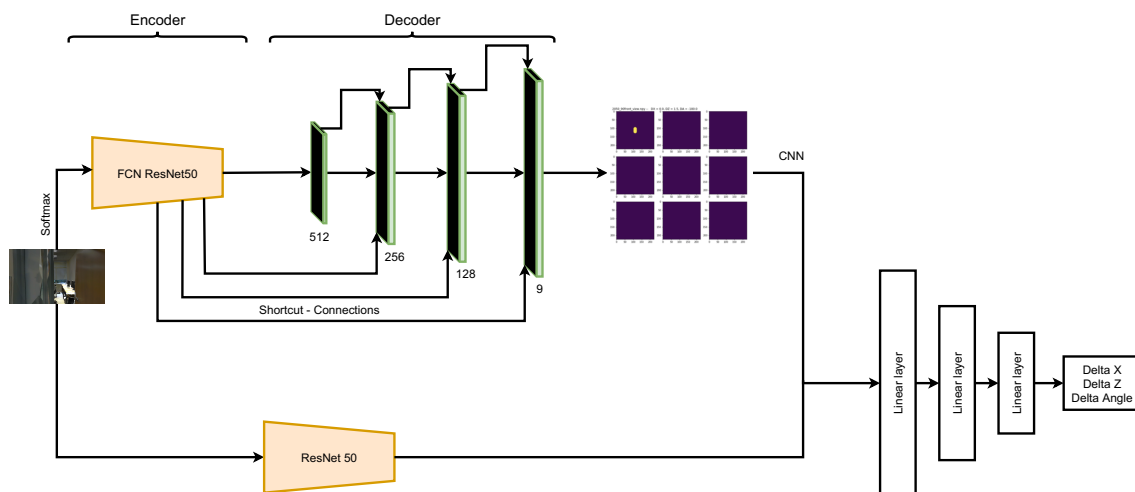 Encoder
Decoder
FCN ResNet50
Softmax
512
256
128
9
Shortcut - Connections
CNN
ResNet 50
Linear layer
Linear layer
Linear layer
Delta X
Delta Z
Delta Angle